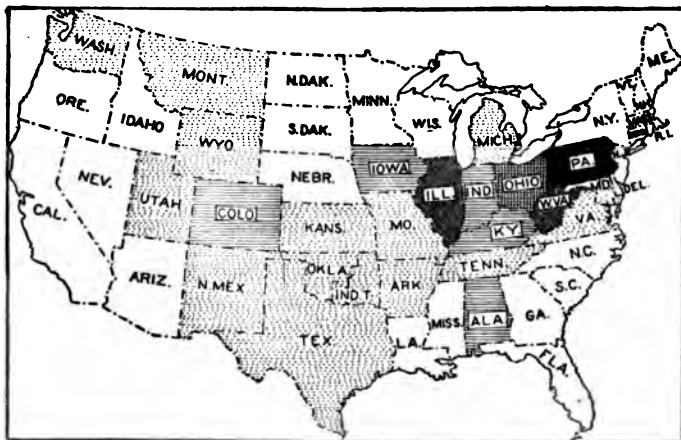 WASH.
MONT.
N.DAK.
MINN.
ME.
ORE.
IDAHO
S.DAK.
WIS.
MICH.
N.Y.
VT.
R.I.
WYO
NEBR.
IOWA
ILL.
IND
OHIO
PA.
NEV.
UTAH
COLO
KANS.
MO.
KY.
W.VA
MD.
DEL.
VA.
CAL.
ARIZ.
N.MEX
OKLA.
IND.T.
ARK.
TENN.
N.C.
S.C.
TEX
LA.
MISS.
ALA
GA.
FLA.